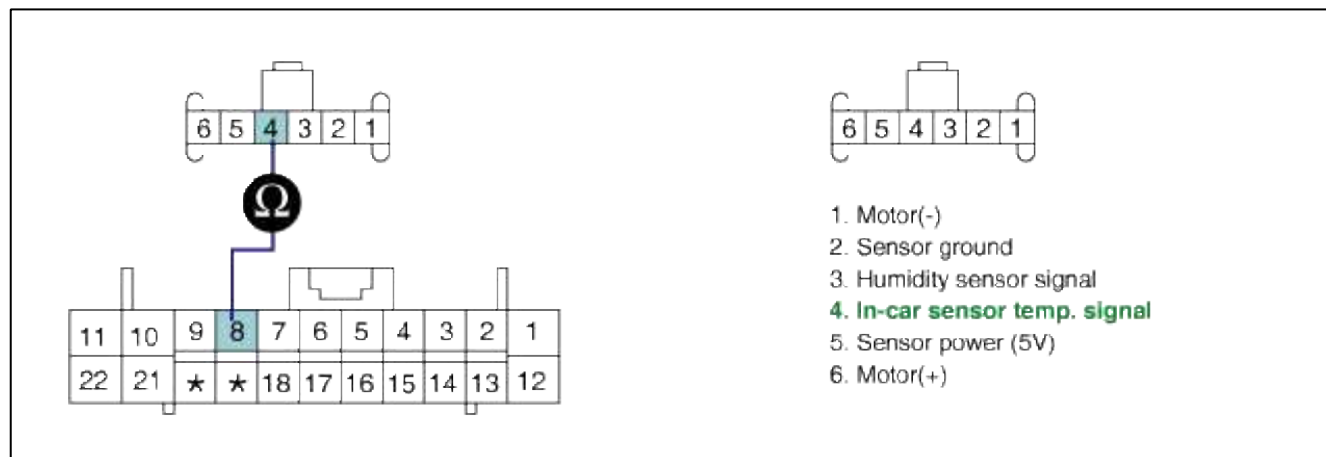 6 5 4 3 2 1
6 5 4 3 2 1
Ω
1. Motor(-)
2. Sensor ground
3. Humidity sensor signal
4. In-car sensor temp. signal
5. Sensor power (5V)
6. Motor(+)
11 10 9 8 7 6 5 4 3 2 1
22 21 * * 18 17 16 15 14 13 12